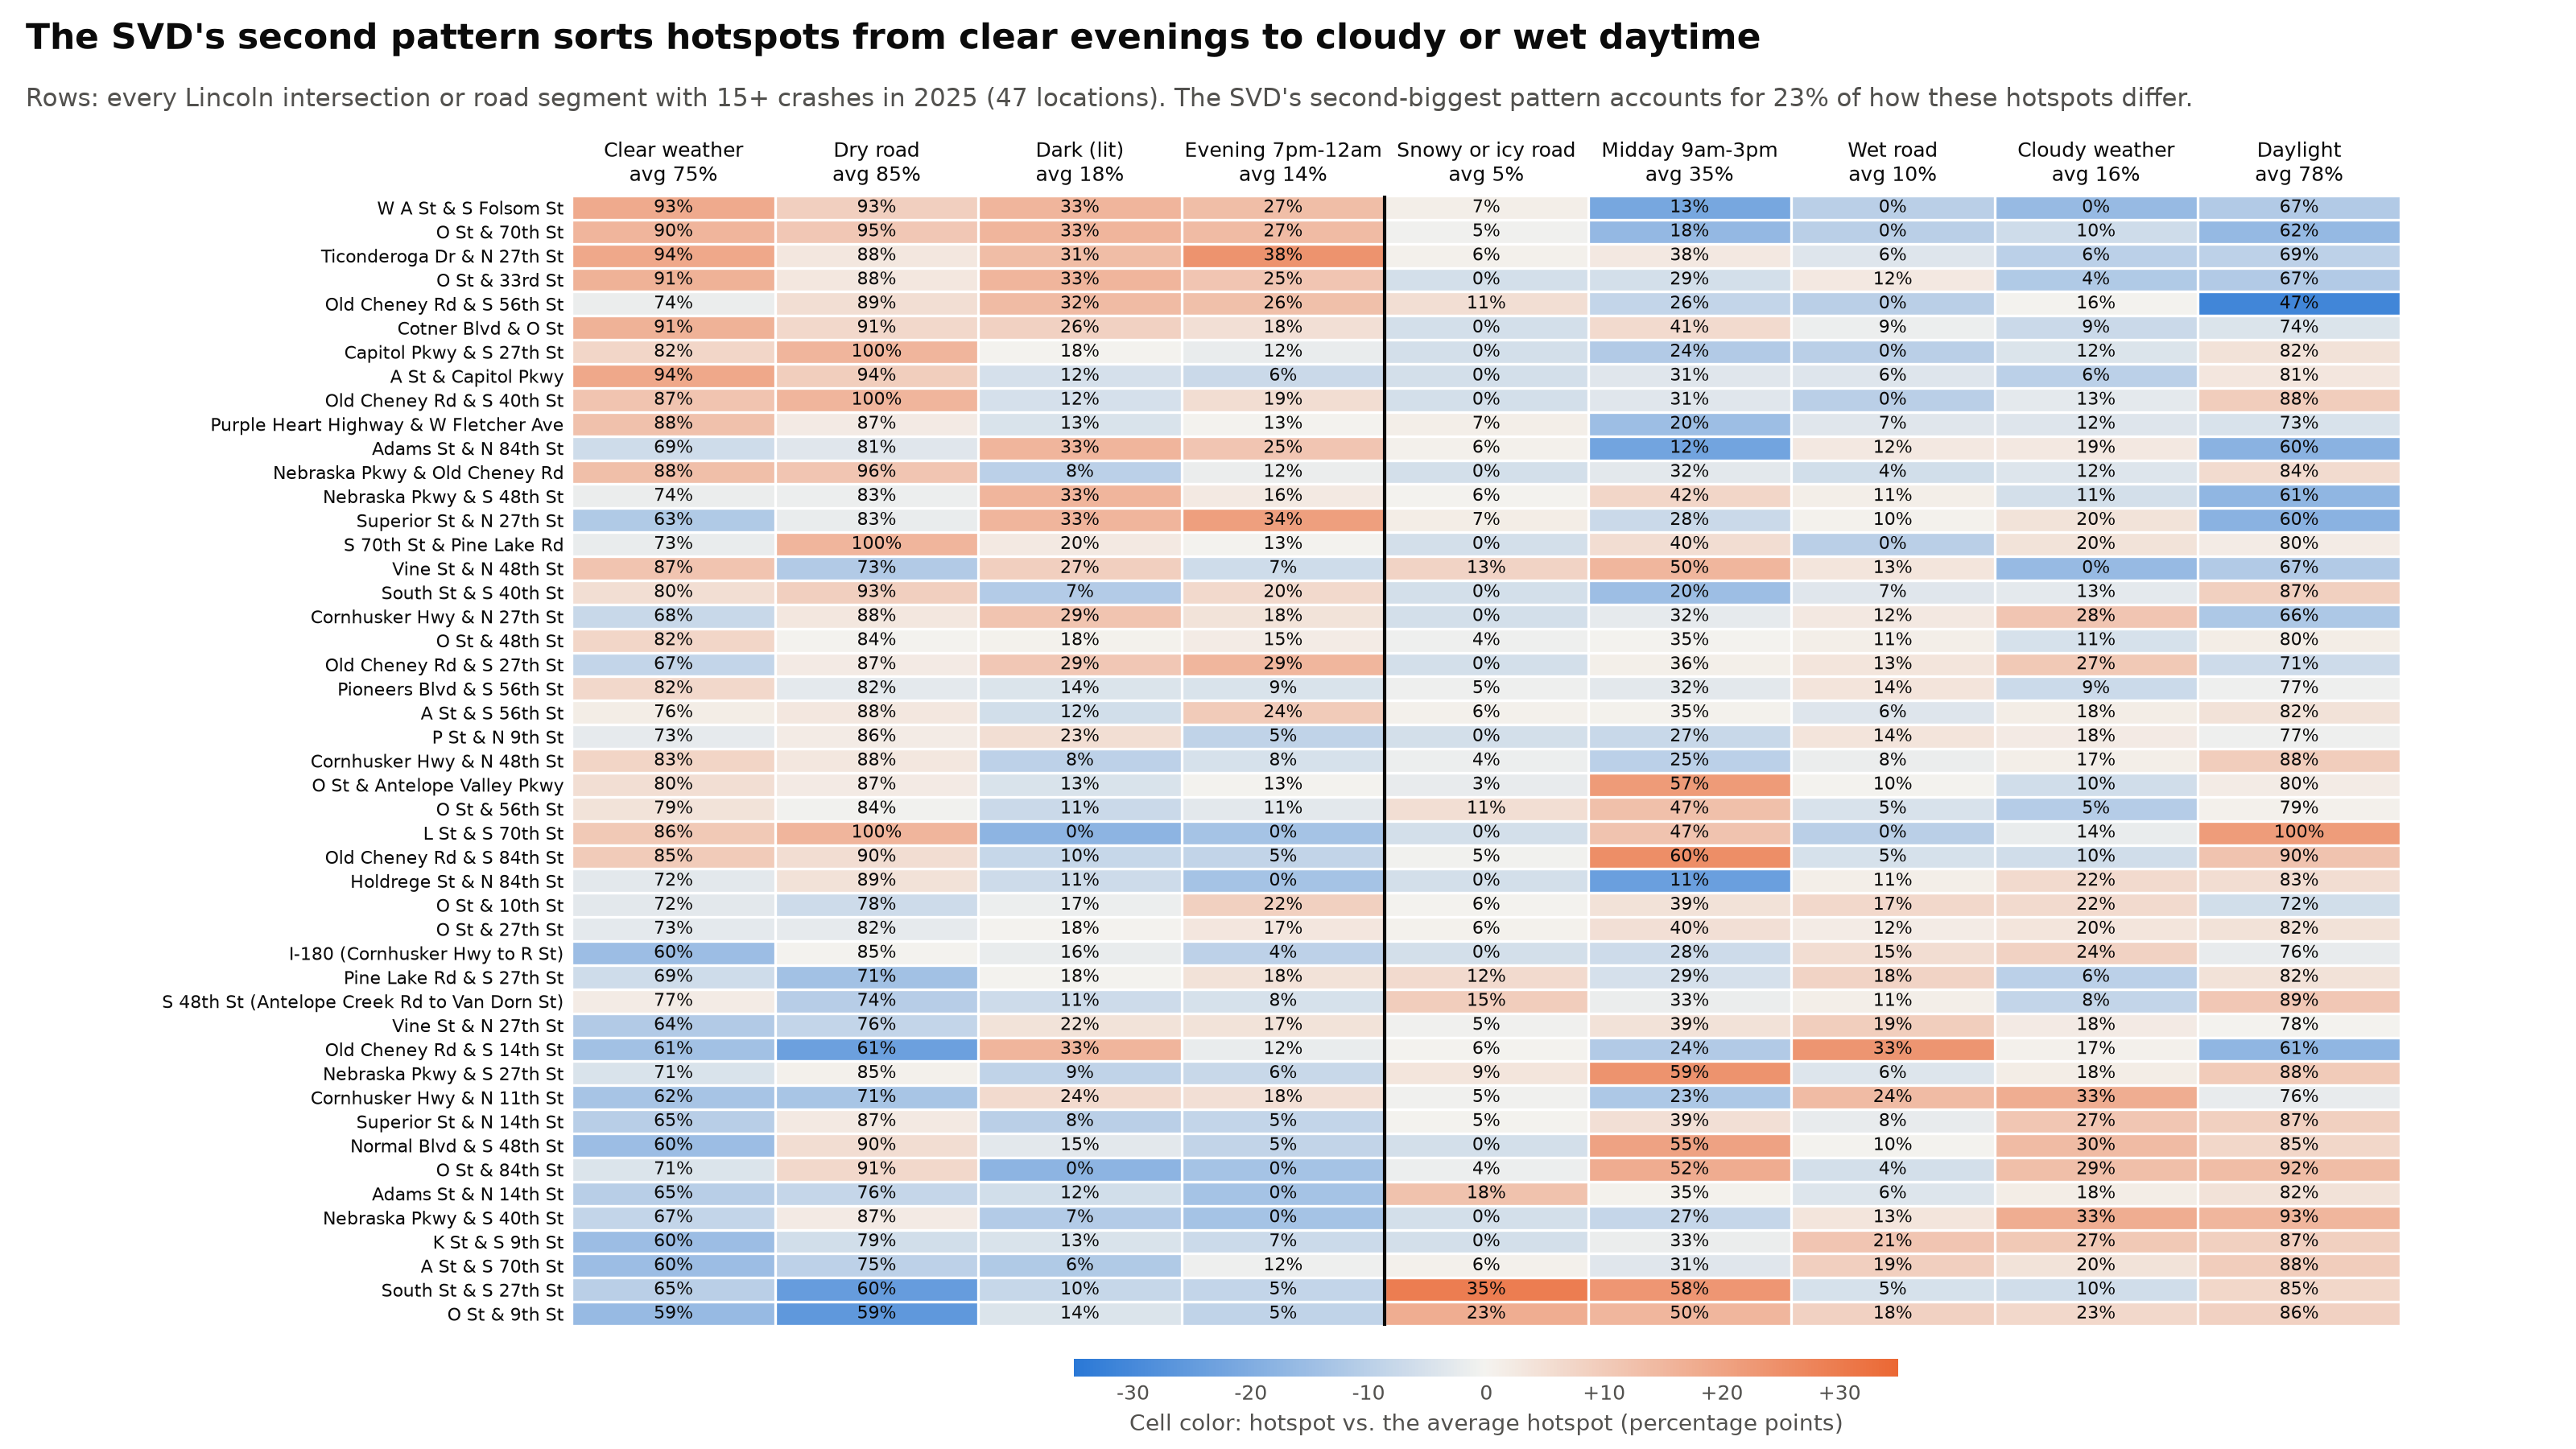 The SVD's second pattern sorts hotspots from clear evenings to cloudy or wet daytime
Rows: every Lincoln intersection or road segment with 15+ crashes in 2025 (47 locations). The SVD's second-biggest pattern accounts for 23% of how these hotspots differ.
Clear weather Dry road Dark (lit) Evening 7pm-12am Snowy or icy road Midday 9am-3pm Wet road Cloudy weather Daylight
avg 75% avg 85% avg 18% avg 14% avg 5% avg 35% avg 10% avg 16% avg 78%
W A St & S Folsom St 93% 93% 33% 27% 7% 13% 0% 0% 67%
O St & 70th St 90% 95% 33% 27% 5% 18% 0% 10% 62%
Ticonderoga Dr & N 27th St 94% 88% 31% 38% 6% 38% 6% 6% 69%
O St & 33rd St 91% 88% 33% 25% 0% 29% 12% 4% 67%
Old Cheney Rd & S 56th St 74% 89% 32% 26% 11% 26% 0% 16% 47%
Cotner Blvd & O St 91% 91% 26% 18% 0% 41% 9% 9% 74%
Capitol Pkwy & S 27th St 82% 100% 18% 12% 0% 24% 0% 12% 82%
A St & Capitol Pkwy 94% 94% 12% 6% 0% 31% 6% 6% 81%
Old Cheney Rd & S 40th St 87% 100% 12% 19% 0% 31% 0% 13% 88%
Purple Heart Highway & W Fletcher Ave 88% 87% 13% 13% 7% 20% 7% 12% 73%
Adams St & N 84th St 69% 81% 33% 25% 6% 12% 12% 19% 60%
Nebraska Pkwy & Old Cheney Rd 88% 96% 8% 12% 0% 32% 4% 12% 84%
Nebraska Pkwy & S 48th St 74% 83% 33% 16% 6% 42% 11% 11% 61%
Superior St & N 27th St 63% 83% 33% 34% 7% 28% 10% 20% 60%
S 70th St & Pine Lake Rd 73% 100% 20% 13% 0% 40% 0% 20% 80%
Vine St & N 48th St 87% 73% 27% 7% 13% 50% 13% 0% 67%
South St & S 40th St 80% 93% 7% 20% 0% 20% 7% 13% 87%
Cornhusker Hwy & N 27th St 68% 88% 29% 18% 0% 32% 12% 28% 66%
O St & 48th St 82% 84% 18% 15% 4% 35% 11% 11% 80%
Old Cheney Rd & S 27th St 67% 87% 29% 29% 0% 36% 13% 27% 71%
Pioneers Blvd & S 56th St 82% 82% 14% 9% 5% 32% 14% 9% 77%
A St & S 56th St 76% 88% 12% 24% 6% 35% 6% 18% 82%
P St & N 9th St 73% 86% 23% 5% 0% 27% 14% 18% 77%
Cornhusker Hwy & N 48th St 83% 88% 8% 8% 4% 25% 8% 17% 88%
O St & Antelope Valley Pkwy 80% 87% 13% 13% 3% 57% 10% 10% 80%
O St & 56th St 79% 84% 11% 11% 11% 47% 5% 5% 79%
L St & S 70th St 86% 100% 0% 0% 0% 47% 0% 14% 100%
Old Cheney Rd & S 84th St 85% 90% 10% 5% 5% 60% 5% 10% 90%
Holdrege St & N 84th St 72% 89% 11% 0% 0% 11% 11% 22% 83%
O St & 10th St 72% 78% 17% 22% 6% 39% 17% 22% 72%
O St & 27th St 73% 82% 18% 17% 6% 40% 12% 20% 82%
I-180 (Cornhusker Hwy to R St) 60% 85% 16% 4% 0% 28% 15% 24% 76%
Pine Lake Rd & S 27th St 69% 71% 18% 18% 12% 29% 18% 6% 82%
S 48th St (Antelope Creek Rd to Van Dorn St) 77% 74% 11% 8% 15% 33% 11% 8% 89%
Vine St & N 27th St 64% 76% 22% 17% 5% 39% 19% 18% 78%
Old Cheney Rd & S 14th St 61% 61% 33% 12% 6% 24% 33% 17% 61%
Nebraska Pkwy & S 27th St 71% 85% 9% 6% 9% 59% 6% 18% 88%
Cornhusker Hwy & N 11th St 62% 71% 24% 18% 5% 23% 24% 33% 76%
Superior St & N 14th St 65% 87% 8% 5% 5% 39% 8% 27% 87%
Normal Blvd & S 48th St 60% 90% 15% 5% 0% 55% 10% 30% 85%
O St & 84th St 71% 91% 0% 0% 4% 52% 4% 29% 92%
Adams St & N 14th St 65% 76% 12% 0% 18% 35% 6% 18% 82%
Nebraska Pkwy & S 40th St 67% 87% 7% 0% 0% 27% 13% 33% 93%
K St & S 9th St 60% 79% 13% 7% 0% 33% 21% 27% 87%
A St & S 70th St 60% 75% 6% 12% 6% 31% 19% 20% 88%
South St & S 27th St 65% 60% 10% 5% 35% 58% 5% 10% 85%
O St & 9th St 59% 59% 14% 5% 23% 50% 18% 23% 86%
-30 -20 -10 0 +10 +20 +30
Cell color: hotspot vs. the average hotspot (percentage points)